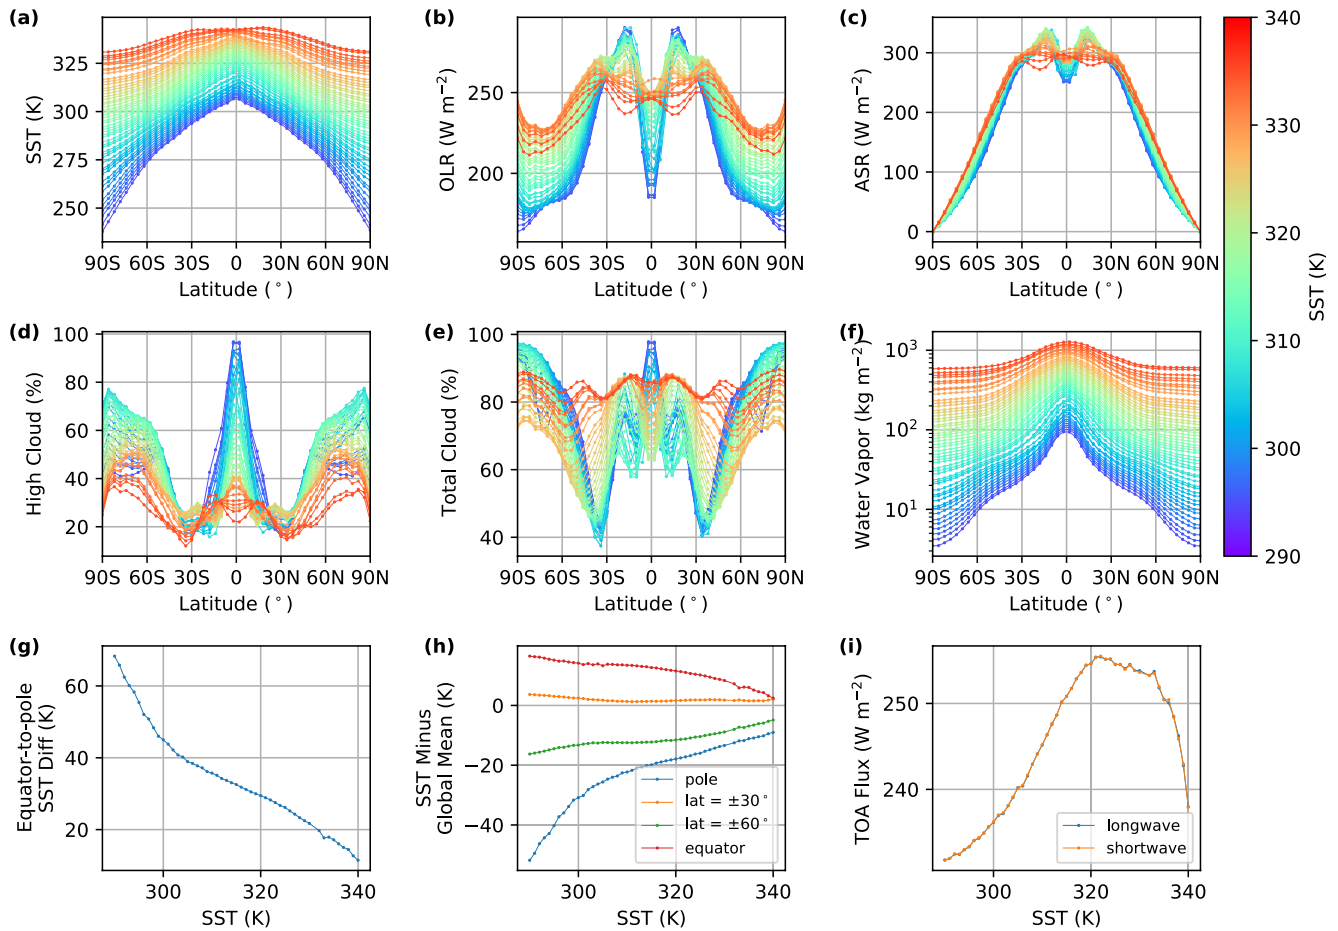 (a)
SST (K)
325
300
275
250
90S 60S 30S 0 30N 60N 90N
Latitude (°)
(b)
OLR (W m−2)
250
200
90S 60S 30S 0 30N 60N 90N
Latitude (°)
(c)
ASR (W m−2)
300
200
100
0
90S 60S 30S 0 30N 60N 90N
Latitude (°)
340
330
320
310
300
290
SST (K)
(d)
High Cloud (%)
100
80
60
40
20
90S 60S 30S 0 30N 60N 90N
Latitude (°)
(e)
Total Cloud (%)
100
80
60
40
90S 60S 30S 0 30N 60N 90N
Latitude (°)
(f)
Water Vapor (kg m−2)
10³
10²
10¹
90S 60S 30S 0 30N 60N 90N
Latitude (°)
(g)
Equator-to-pole
SST Diff (K)
60
40
20
300 320 340
SST (K)
(h)
SST Minus
Global Mean (K)
0
−20
−40
pole
lat = ±30°
lat = ±60°
equator
300 320 340
SST (K)
(i)
TOA Flux (W m−2)
250
240
longwave
shortwave
300 320 340
SST (K)